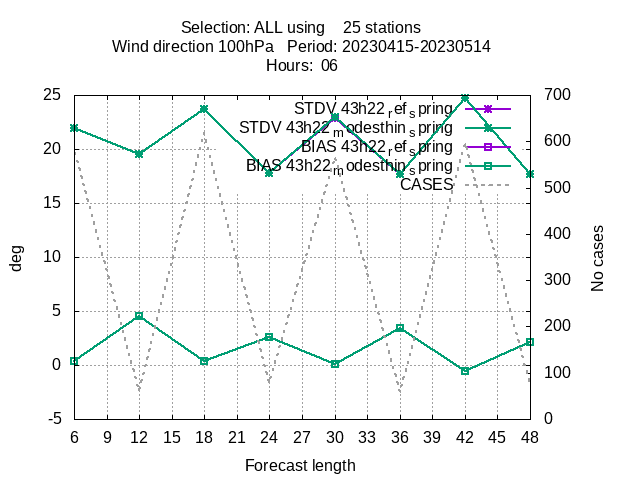 Selection: ALL using 25 stations
Wind direction 100hPa Period: 20230415-20230514
Hours: 06
25
20
15
10
5
0
-5
deg
700
600
500
400
300
200
100
0
No cases
STDV 43h22_ref_spring
STDV 43h22_modesthin_spring
BIAS 43h22_ref_spring
BIAS 43h22_modesthin_spring
CASES
6 9 12 15 18 21 24 27 30 33 36 39 42 45 48
Forecast length